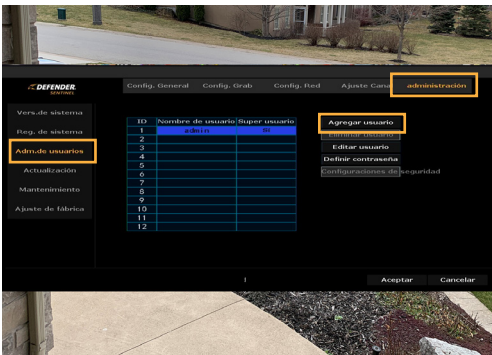 DEFENDER
SENTINEL
Config. General Config. Grab Config. Red Ajuste Cana administración
Vers.de sistema
Reg. de sistema
Adm.de usuarios
Actualización
Mantenimiento
Ajuste de fábrica
ID Nombre de usuario Super usuario
1 admin
2
3
4
5
6
7
8
9
10
11
12
Agregar usuario
Eliminar usuario
Editar usuario
Definir contraseña
Configuraciones de seguridad
Aceptar Cancelar